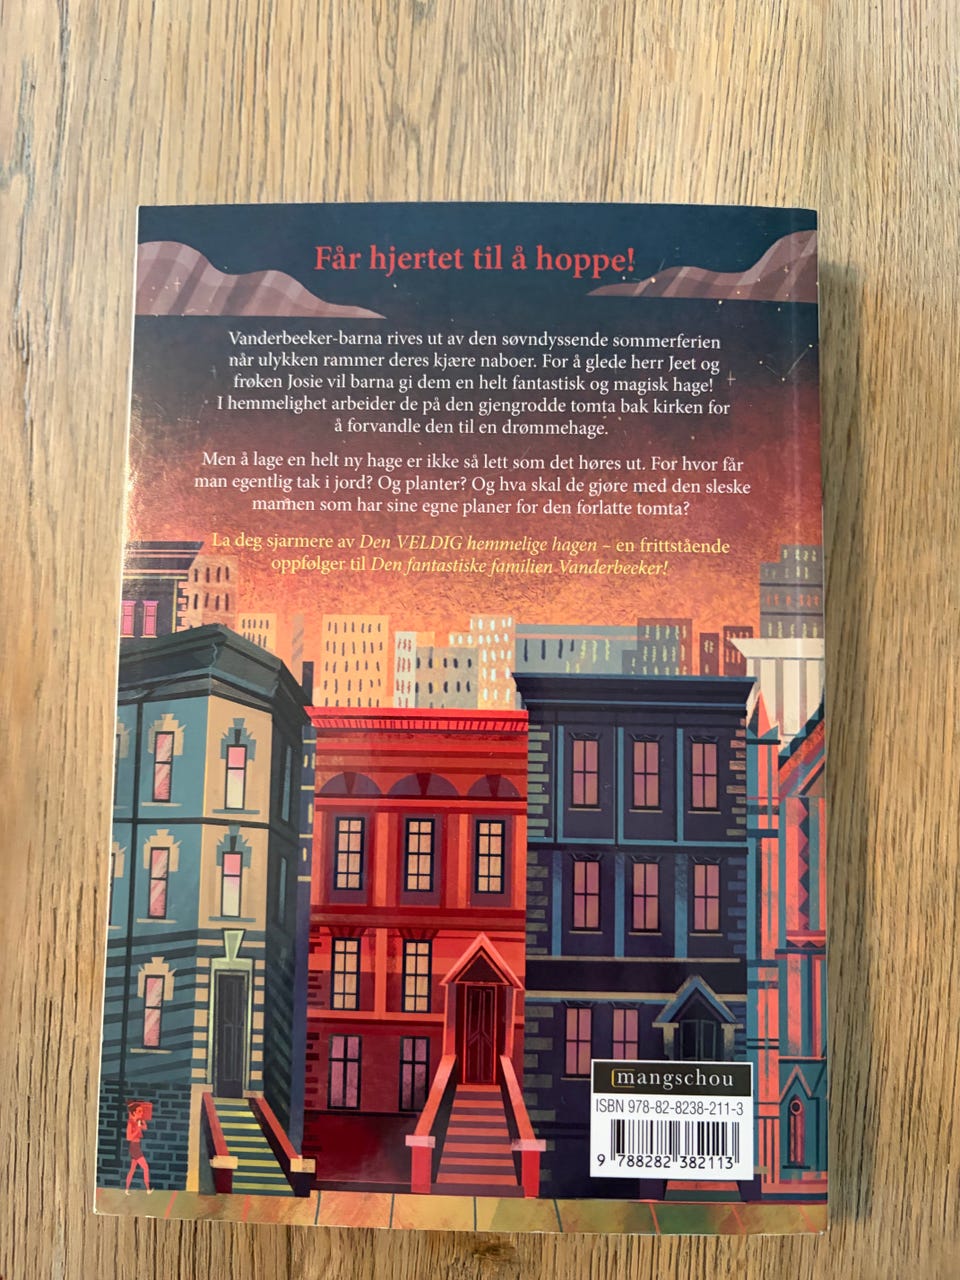 Får hjertet til å hoppe!
Vanderbeeker-barna rives ut av den søvndyssende sommerferien
når ulykken rammer deres kjære naboer. For å glede herr Jeet og
frøken Josie vil barna gi dem en helt fantastisk og magisk hage!
I hemmelighet arbeider de på den gjengrodde tomta bak kirken for
å forvandle den til en drømmehage.
Men å lage en helt ny hage er ikke så lett som det høres ut. For hvor får
man egentlig tak i jord? Og planter? Og hva skal de gjøre med den sleske
mannen som har sine egne planer for den forlatte tomta?
La deg sjarmere av Den VELDIG hemmelige hagen – en frittstående
oppfølger til Den fantastiske familien Vanderbeeker!
mangschou
ISBN 978-82-8238-211-3
9 788282 382113